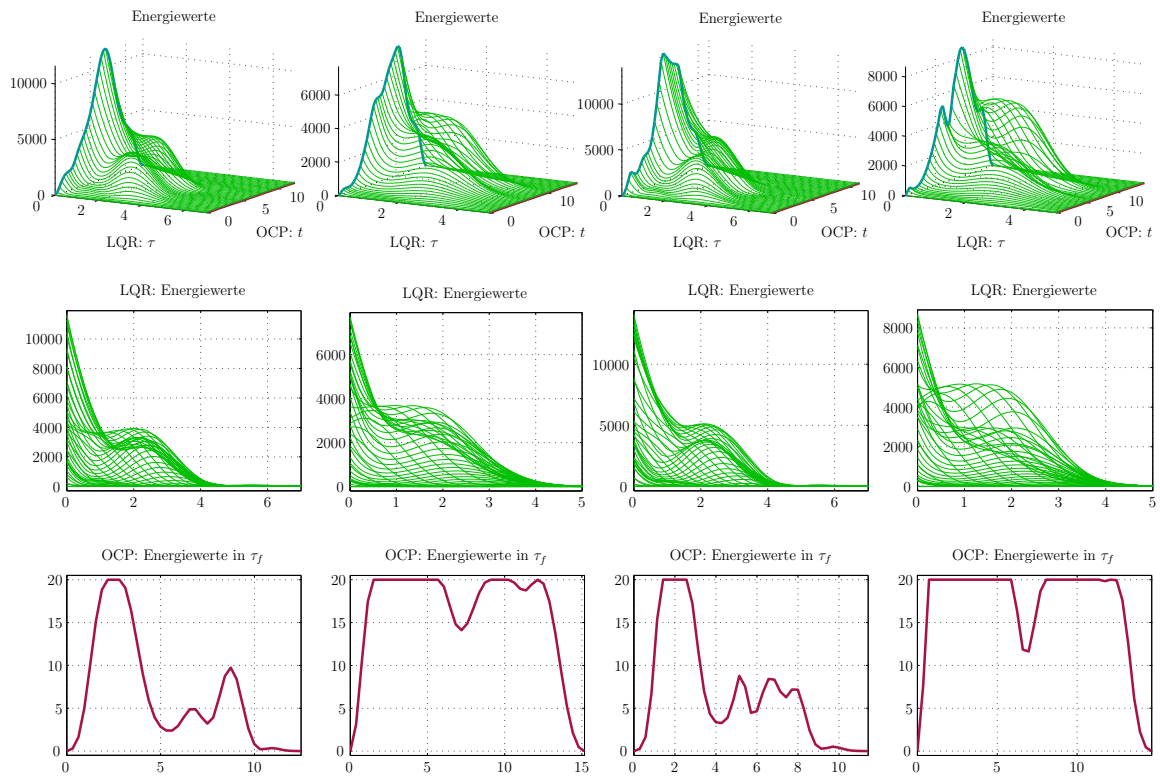 Energiewerte Energiewerte Energiewerte Energiewerte
10000 5000 0
0 2 4 6
0 5 10
LQR: τ
OCP: t
6000 4000 2000 0
0 2 4
0 10
LQR: τ
OCP: t
10000 5000 0
0 2 4 6
0 5 10
LQR: τ
OCP: t
8000 6000 4000 2000 0
0 2 4
0 10
LQR: τ
OCP: t
LQR: Energiewerte
10000
8000
6000
4000
2000
0
0 2 4 6
LQR: Energiewerte
6000
4000
2000
0
0 1 2 3 4 5
LQR: Energiewerte
10000
5000
0
0 2 4 6
LQR: Energiewerte
8000
6000
4000
2000
0
0 1 2 3 4 5
OCP: Energiewerte in τf
20
15
10
5
0
0 5 10
OCP: Energiewerte in τf
20
15
10
5
0
0 5 10 15
OCP: Energiewerte in τf
20
15
10
5
0
0 2 4 6 8 10
OCP: Energiewerte in τf
20
15
10
5
0
0 5 10